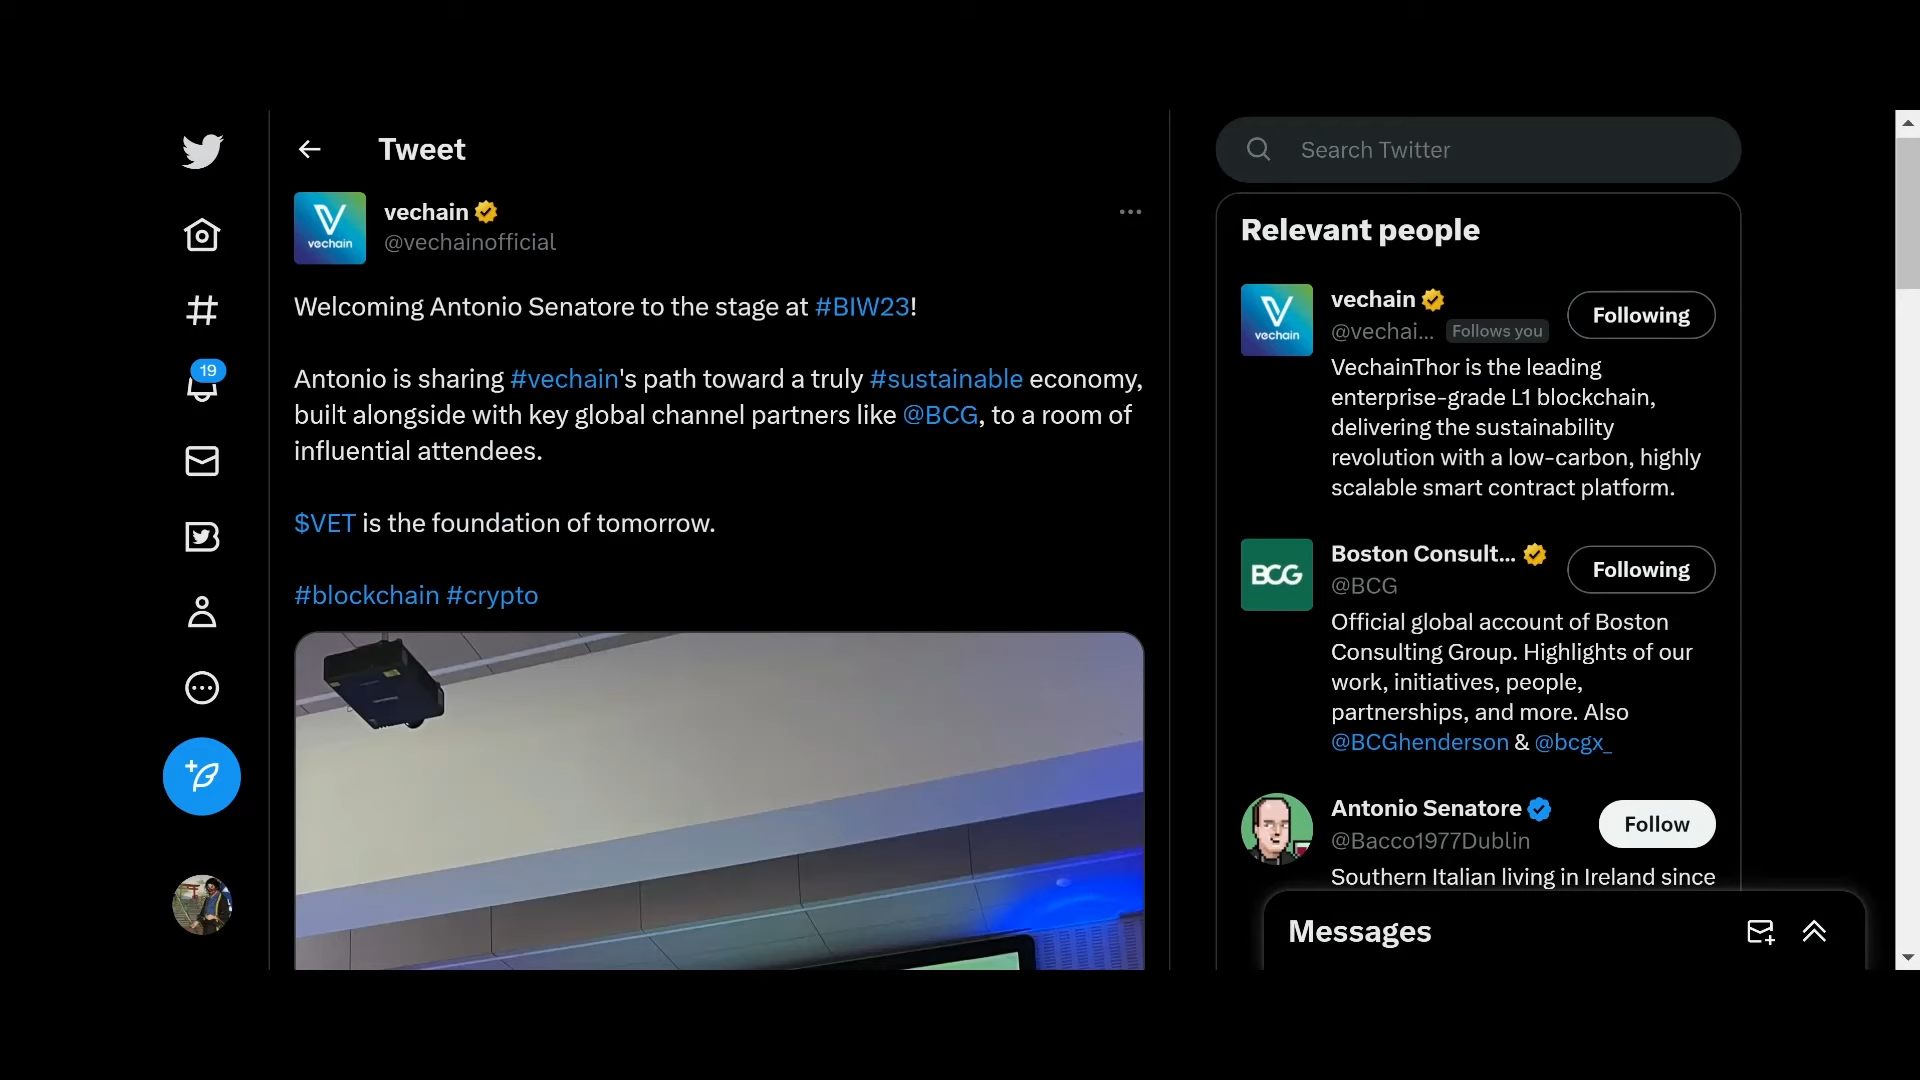 Tweet
vechain
vechain
@vechainofficial
Welcoming Antonio Senatore to the stage at #BIW23!
Antonio is sharing #vechain's path toward a truly #sustainable economy,
built alongside with key global channel partners like @BCG, to a room of
influential attendees.
$VET is the foundation of tomorrow.
#blockchain #crypto
19
Search Twitter
Relevant people
vechain
vechain
Following
@vechai... Follows you
VechainThor is the leading
enterprise-grade L1 blockchain,
delivering the sustainability
revolution with a low-carbon, highly
scalable smart contract platform.
BCG
Boston Consult...
Following
@BCG
Official global account of Boston
Consulting Group. Highlights of our
work, initiatives, people,
partnerships, and more. Also
@BCGhenderson & @bcgx_
Antonio Senatore
Follow
@Bacco1977Dublin
Southern Italian living in Ireland since
Messages